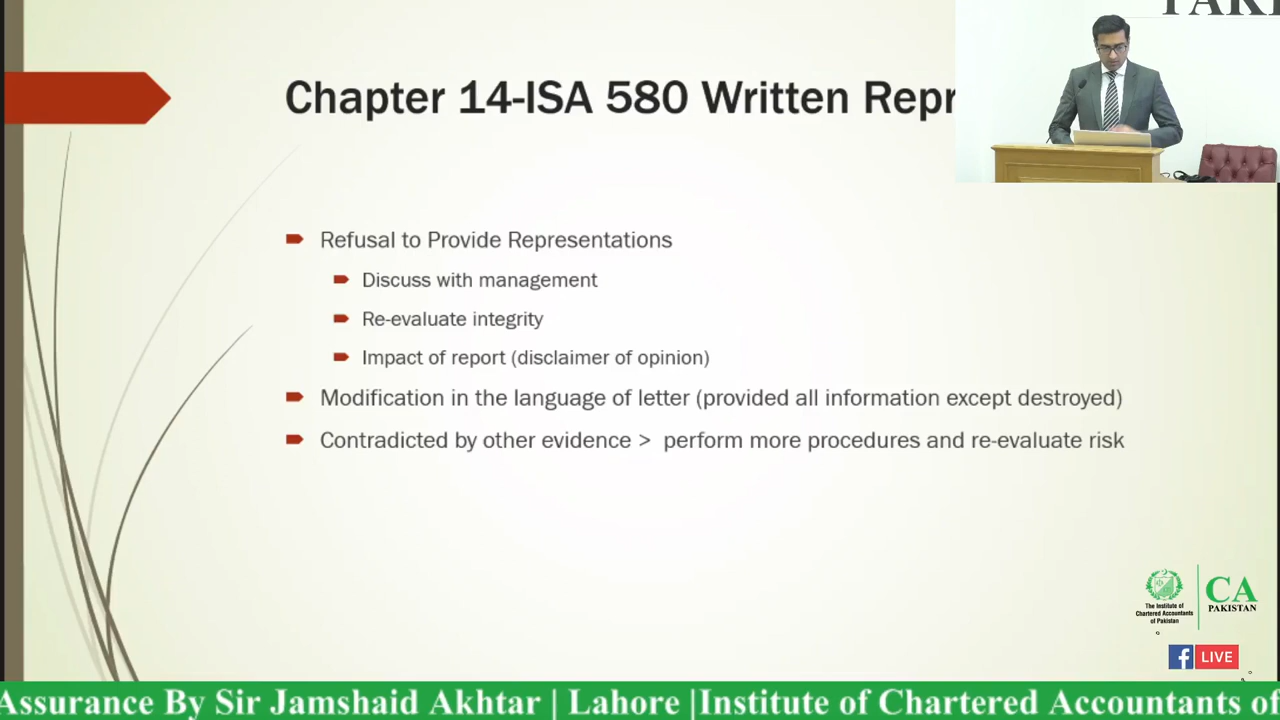 Chapter 14-ISA 580 Written Repr
Refusal to Provide Representations
Discuss with management
Re-evaluate integrity
Impact of report (disclaimer of opinion)
Modification in the language of letter (provided all information except destroyed)
Contradicted by other evidence > perform more procedures and re-evaluate risk
The Institute of
Chartered Accountants
of Pakistan
CA
PAKISTAN
f LIVE
Assurance By Sir Jamshaid Akhtar | Lahore |Institute of Chartered Accountants of